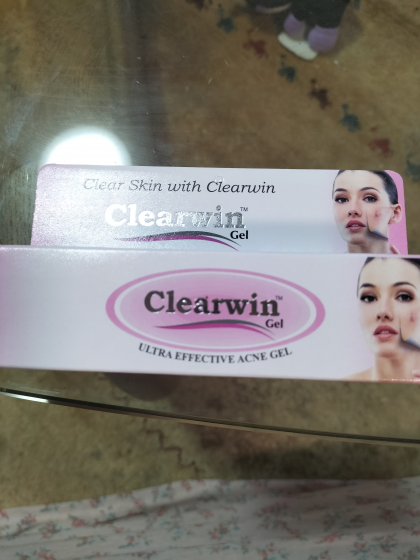 Clear Skin with Clearwin
Clearwin™
Gel
Clearwin™
Gel
ULTRA EFFECTIVE ACNE GEL